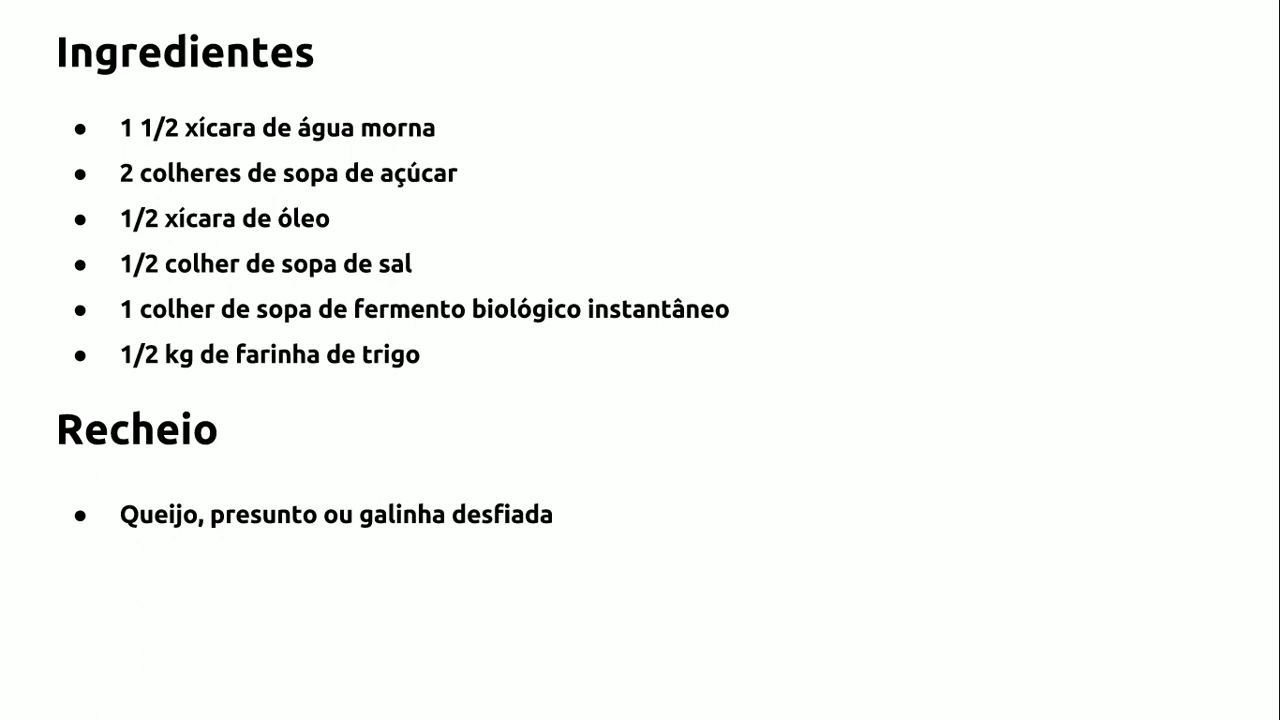 Ingredientes
● 1 1/2 xícara de água morna
● 2 colheres de sopa de açúcar
● 1/2 xícara de óleo
● 1/2 colher de sopa de sal
● 1 colher de sopa de fermento biológico instantâneo
● 1/2 kg de farinha de trigo
Recheio
● Queijo, presunto ou galinha desfiada